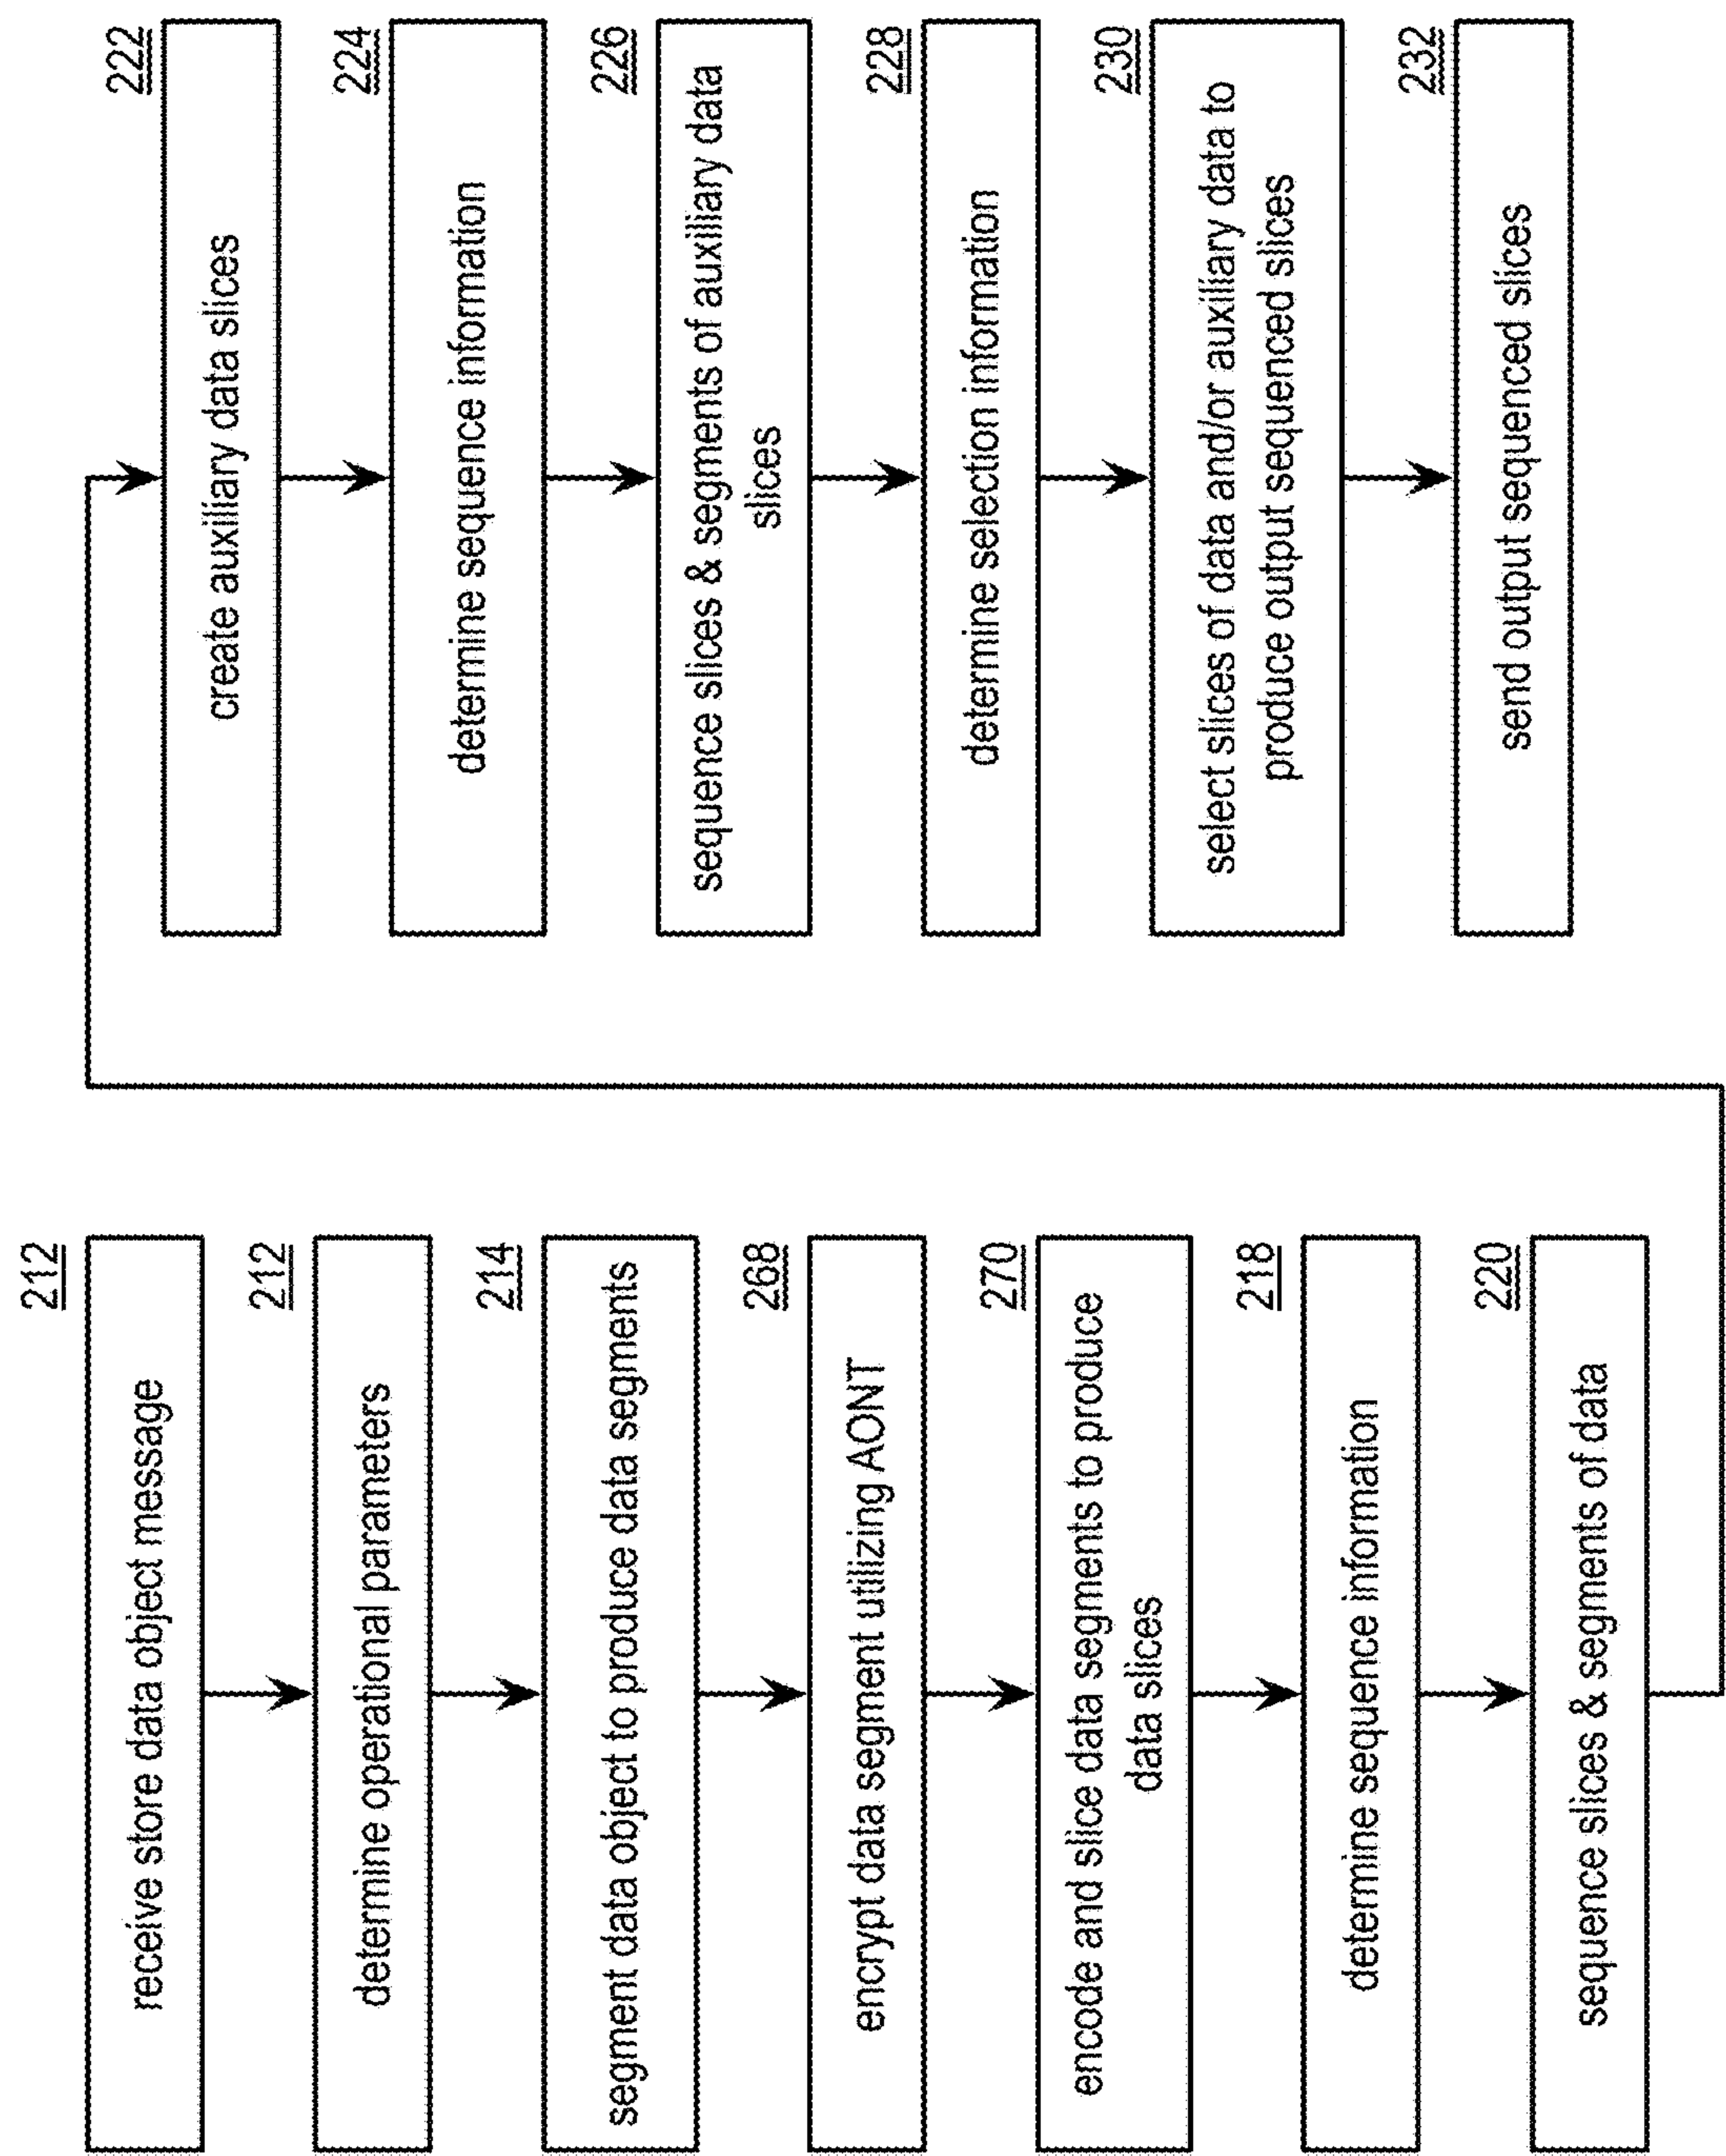 212
receive store data object message
212
determine operational parameters
214
segment data object to produce data segments
268
encrypt data segment utilizing AONT
270
encode and slice data segments to produce
data slices
218
determine sequence information
220
sequence slices & segments of data
222
create auxiliary data slices
224
determine sequence information
226
sequence slices & segments of auxiliary data
slices
228
determine selection information
230
select slices of data and/or auxiliary data to
produce output sequenced slices
232
send output sequenced slices